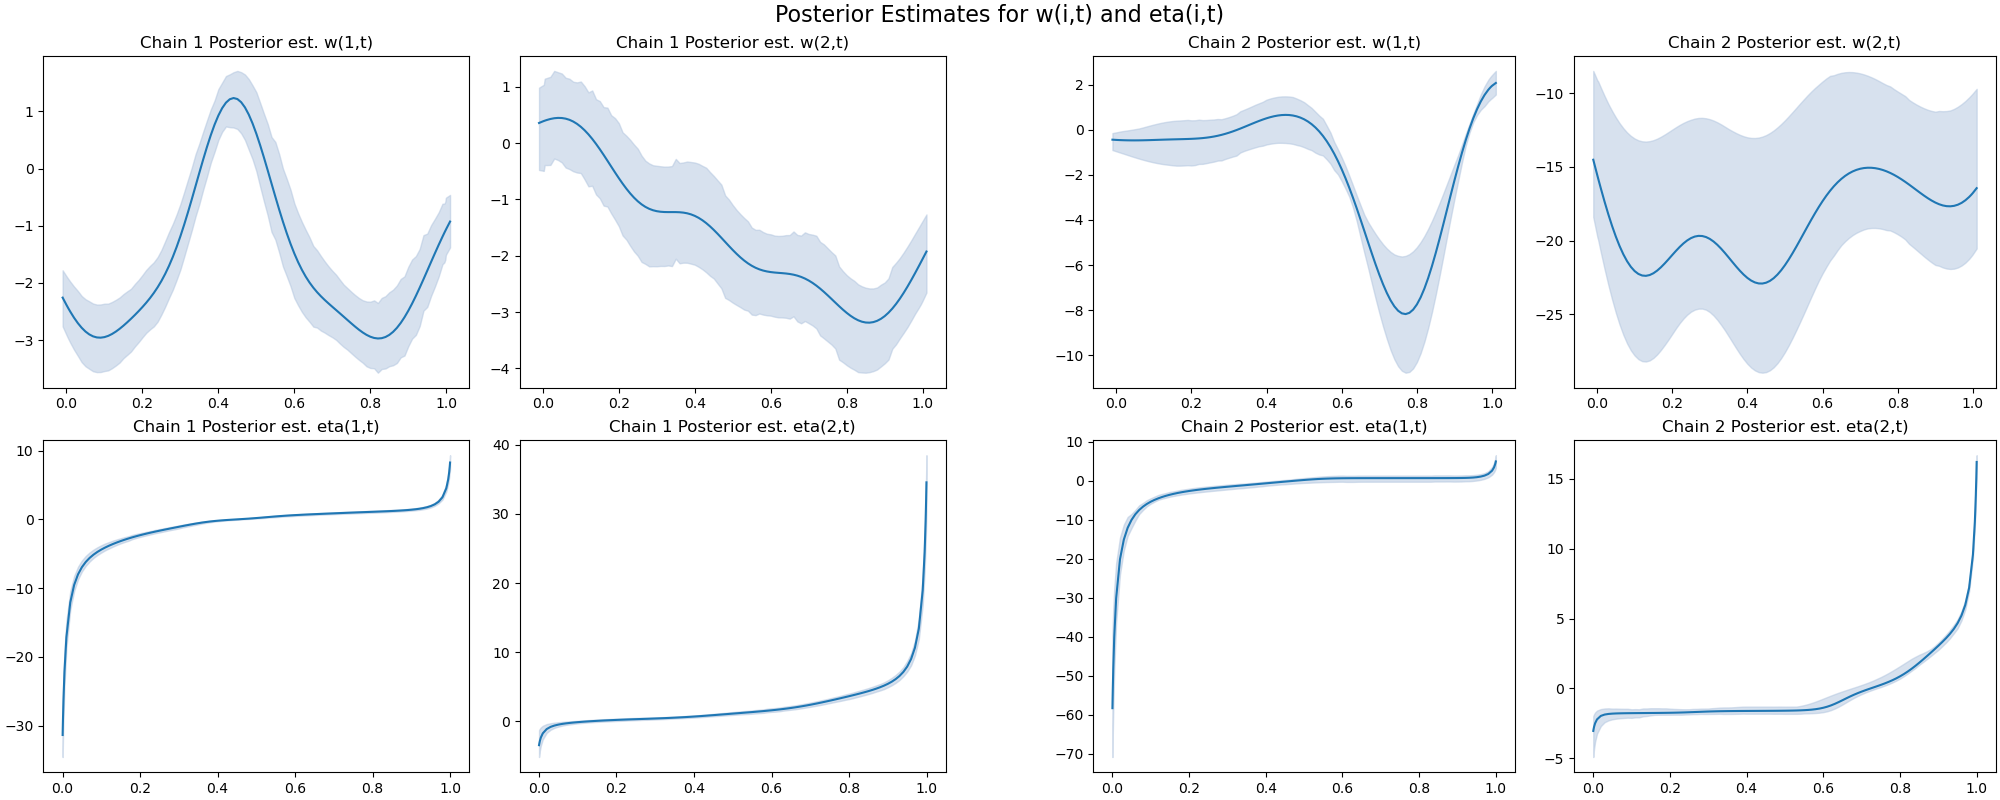 Posterior Estimates for w(i,t) and eta(i,t)
Chain 1 Posterior est. w(1,t)
1
0
−1
−2
−3
0.0 0.2 0.4 0.6 0.8 1.0
Chain 1 Posterior est. w(2,t)
1
0
−1
−2
−3
−4
0.0 0.2 0.4 0.6 0.8 1.0
Chain 2 Posterior est. w(1,t)
2
0
−2
−4
−6
−8
−10
0.0 0.2 0.4 0.6 0.8 1.0
Chain 2 Posterior est. w(2,t)
−10
−15
−20
−25
0.0 0.2 0.4 0.6 0.8 1.0
Chain 1 Posterior est. eta(1,t)
10
0
−10
−20
−30
0.0 0.2 0.4 0.6 0.8 1.0
Chain 1 Posterior est. eta(2,t)
40
30
20
10
0
0.0 0.2 0.4 0.6 0.8 1.0
Chain 2 Posterior est. eta(1,t)
10
0
−10
−20
−30
−40
−50
−60
−70
0.0 0.2 0.4 0.6 0.8 1.0
Chain 2 Posterior est. eta(2,t)
15
10
5
0
−5
0.0 0.2 0.4 0.6 0.8 1.0